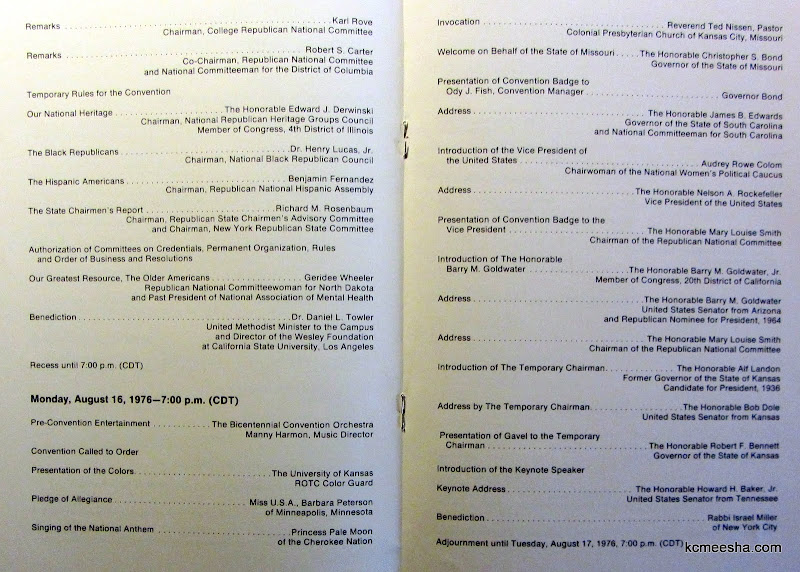 Remarks . . . . . . . . . . Karl Rove
Chairman, College Republican National Committee
Remarks . . . . . . . . . . Robert S. Carter
Co-Chairman, Republican National Committee
and National Committeeman for the District of Columbia
Temporary Rules for the Convention
Our National Heritage . . . . . . . . . . The Honorable Edward J. Derwinski
Chairman, National Republican Heritage Groups Council
Member of Congress, 4th District of Illinois
The Black Republicans . . . . . . . . . . Dr. Henry Lucas, Jr.
Chairman, National Black Republican Council
The Hispanic Americans . . . . . . . . . . Benjamin Fernandez
Chairman, Republican National Hispanic Assembly
The State Chairmen's Report . . . . . . . . . . Richard M. Rosenbaum
Chairman, Republican State Chairmen's Advisory Committee
and Chairman, New York Republican State Committee
Authorization of Committees on Credentials, Permanent Organization, Rules
and Order of Business and Resolutions
Our Greatest Resource, The Older Americans . . . . . . . . . . Geridee Wheeler
Republican National Committeewoman for North Dakota
and Past President of National Association of Mental Health
Benediction . . . . . . . . . . Dr. Daniel L. Towler
United Methodist Minister to the Campus
and Director of the Wesley Foundation
at California State University, Los Angeles
Recess until 7:00 p.m. (CDT)
Monday, August 16, 1976—7:00 p.m. (CDT)
Pre-Convention Entertainment . . . . . . . . . . The Bicentennial Convention Orchestra
Manny Harmon, Music Director
Convention Called to Order
Presentation of the Colors . . . . . . . . . . The University of Kansas
ROTC Color Guard
Pledge of Allegiance . . . . . . . . . . Miss U.S.A., Barbara Peterson
of Minneapolis, Minnesota
Singing of the National Anthem . . . . . . . . . . Princess Pale Moon
of the Cherokee Nation
Invocation . . . . . . . . . . Reverend Ted Nissen, Pastor
Colonial Presbyterian Church of Kansas City, Missouri
Welcome on Behalf of the State of Missouri . . . . The Honorable Christopher S. Bond
Governor of the State of Missouri
Presentation of Convention Badge to
Ody J. Fish, Convention Manager . . . . . . . . . . Governor Bond
Address . . . . . . . . . . The Honorable James B. Edwards
Governor of the State of South Carolina
and National Committeeman for South Carolina
Introduction of the Vice President of
the United States . . . . . . . . . . Audrey Rowe Colom
Chairwoman of the National Women's Political Caucus
Address . . . . . . . . . . The Honorable Nelson A. Rockefeller
Vice President of the United States
Presentation of Convention Badge to the
Vice President . . . . . . . . . . The Honorable Mary Louise Smith
Chairman of the Republican National Committee
Introduction of The Honorable
Barry M. Goldwater . . . . . . . . . . The Honorable Barry M. Goldwater, Jr.
Member of Congress, 20th District of California
Address . . . . . . . . . . The Honorable Barry M. Goldwater
United States Senator from Arizona
and Republican Nominee for President, 1964
Address . . . . . . . . . . The Honorable Mary Louise Smith
Chairman of the Republican National Committee
Introduction of The Temporary Chairman . . . . . . The Honorable Alf Landon
Former Governor of the State of Kansas
Candidate for President, 1936
Address by The Temporary Chairman . . . . . . . . . . The Honorable Bob Dole
United States Senator from Kansas
Presentation of Gavel to the Temporary
Chairman . . . . . . . . . . The Honorable Robert F. Bennett
Governor of the State of Kansas
Introduction of the Keynote Speaker
Keynote Address . . . . . . . . . . The Honorable Howard H. Baker, Jr.
United States Senator from Tennessee
Benediction . . . . . . . . . . Rabbi Israel Miller
of New York City
Adjournment until Tuesday, August 17, 1976, 7:00 p.m. (CDT)
kcmeesha.com